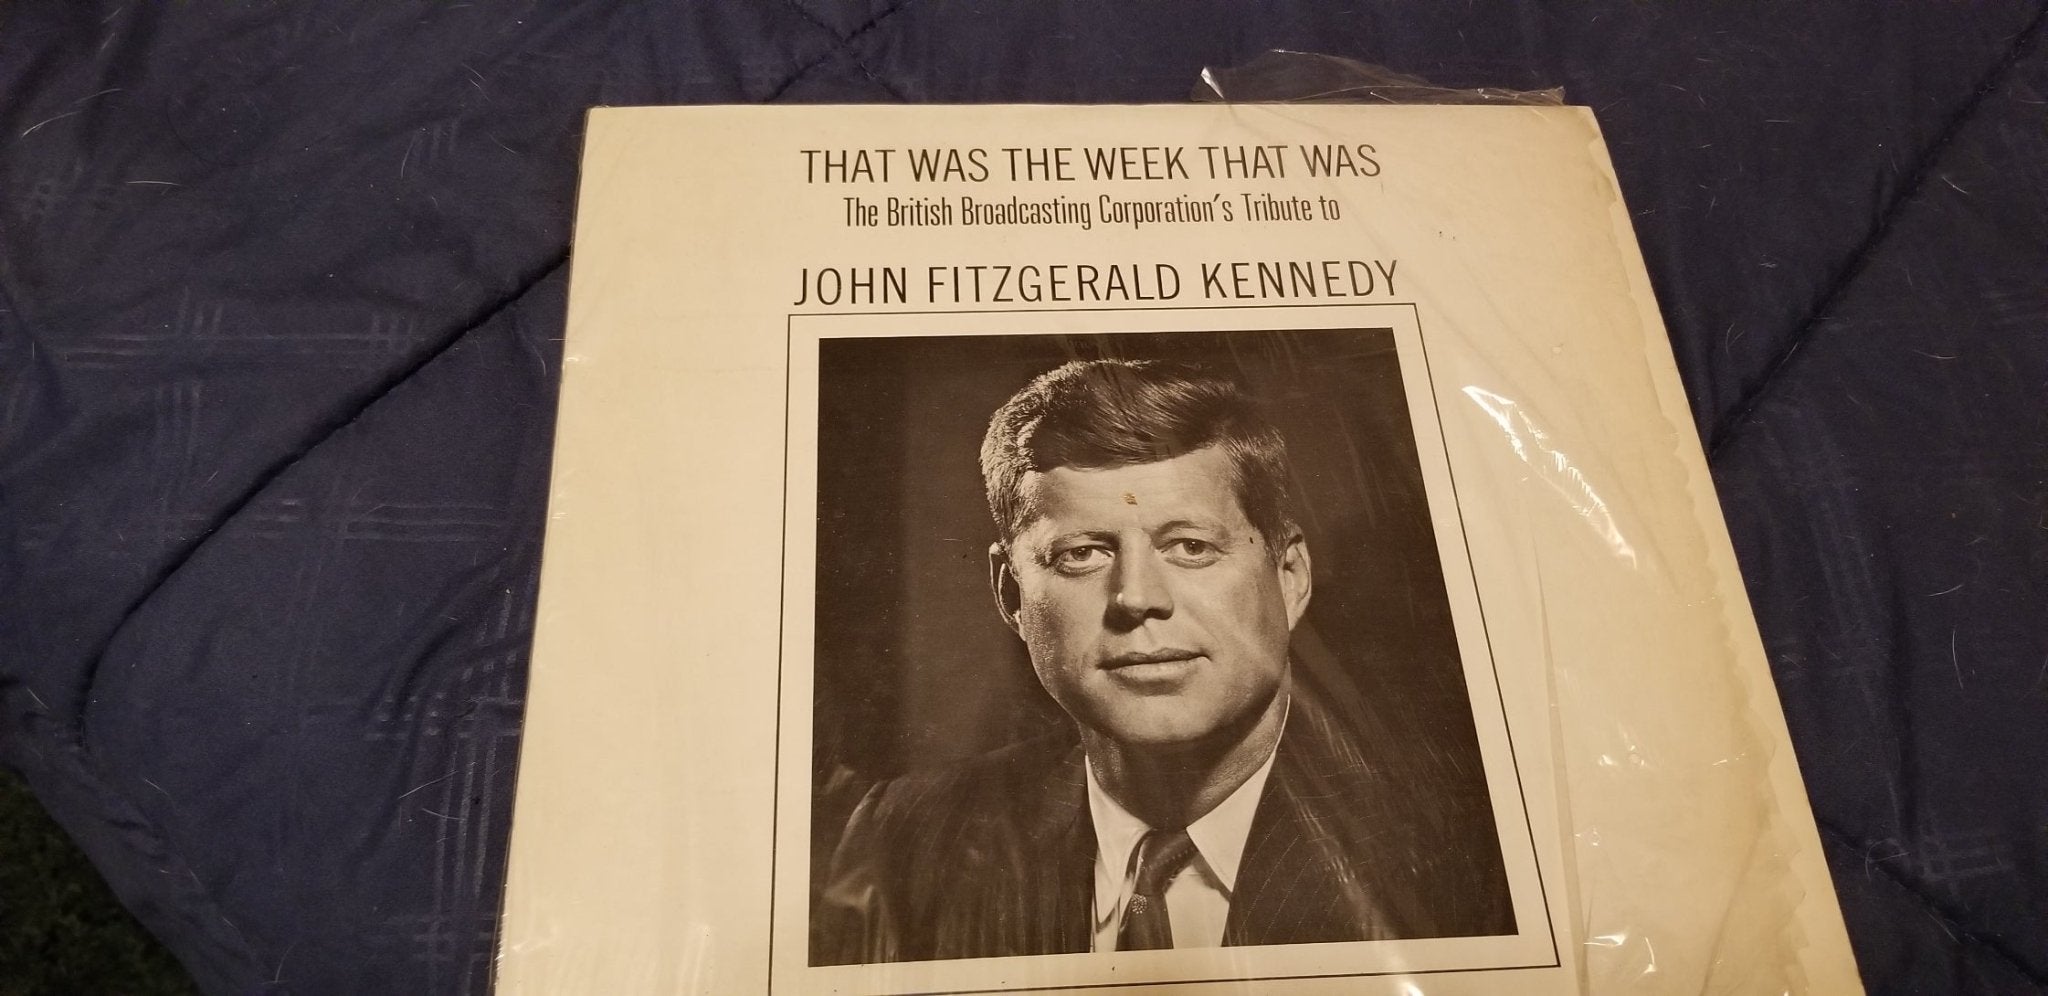 THAT WAS THE WEEK THAT WAS
The British Broadcasting Corporation's Tribute to
JOHN FITZGERALD KENNEDY